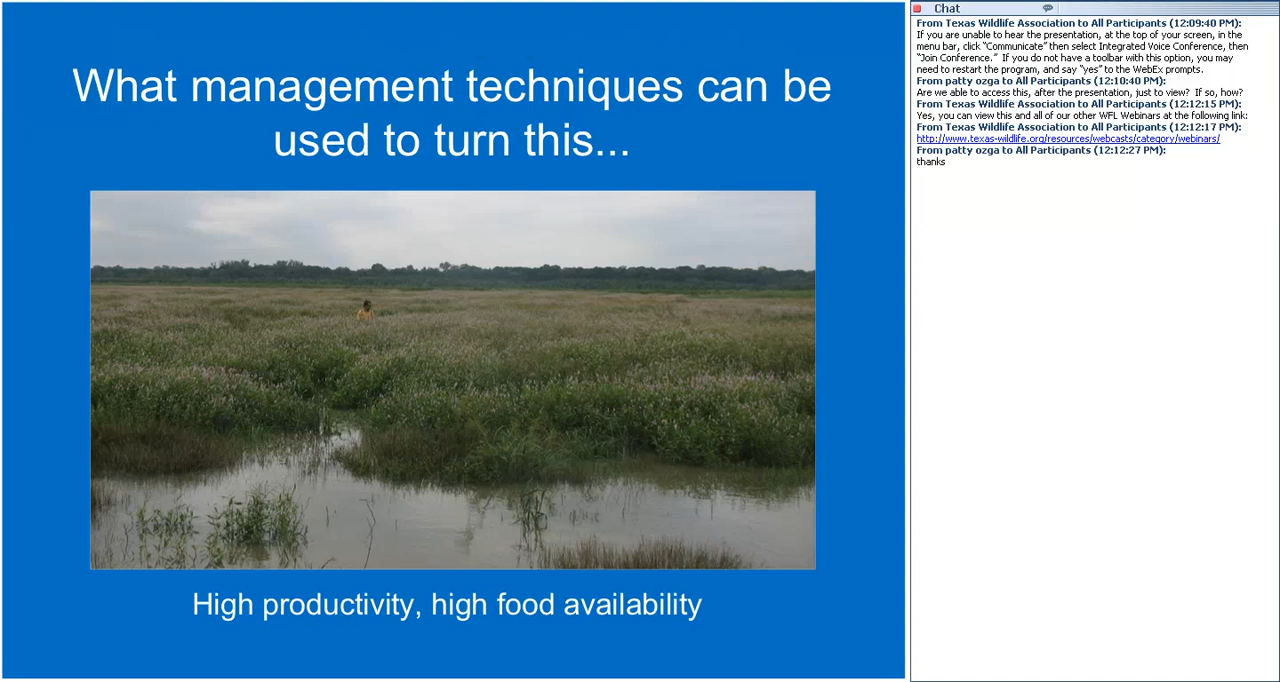 What management techniques can be
used to turn this...
High productivity, high food availability
Chat
From Texas Wildlife Association to All Participants (12:09:40 PM):
If you are unable to hear the presentation, at the top of your screen, in the
menu bar, click “Communicate” then select Integrated Voice Conference, then
“Join Conference.” If you do not have a toolbar with this option, you may
need to restart the program, and say “yes” to the WebEx prompts.
From patty ozga to All Participants (12:10:40 PM):
Are we able to access this, after the presentation, just to view? If so, how?
From Texas Wildlife Association to All Participants (12:12:15 PM):
Yes, you can view this and all of our other WFL Webinars at the following link:
From Texas Wildlife Association to All Participants (12:12:17 PM):
http://www.texas-wildlife.org/resources/webcasts/category/webinars/
From patty ozga to All Participants (12:12:27 PM):
thanks